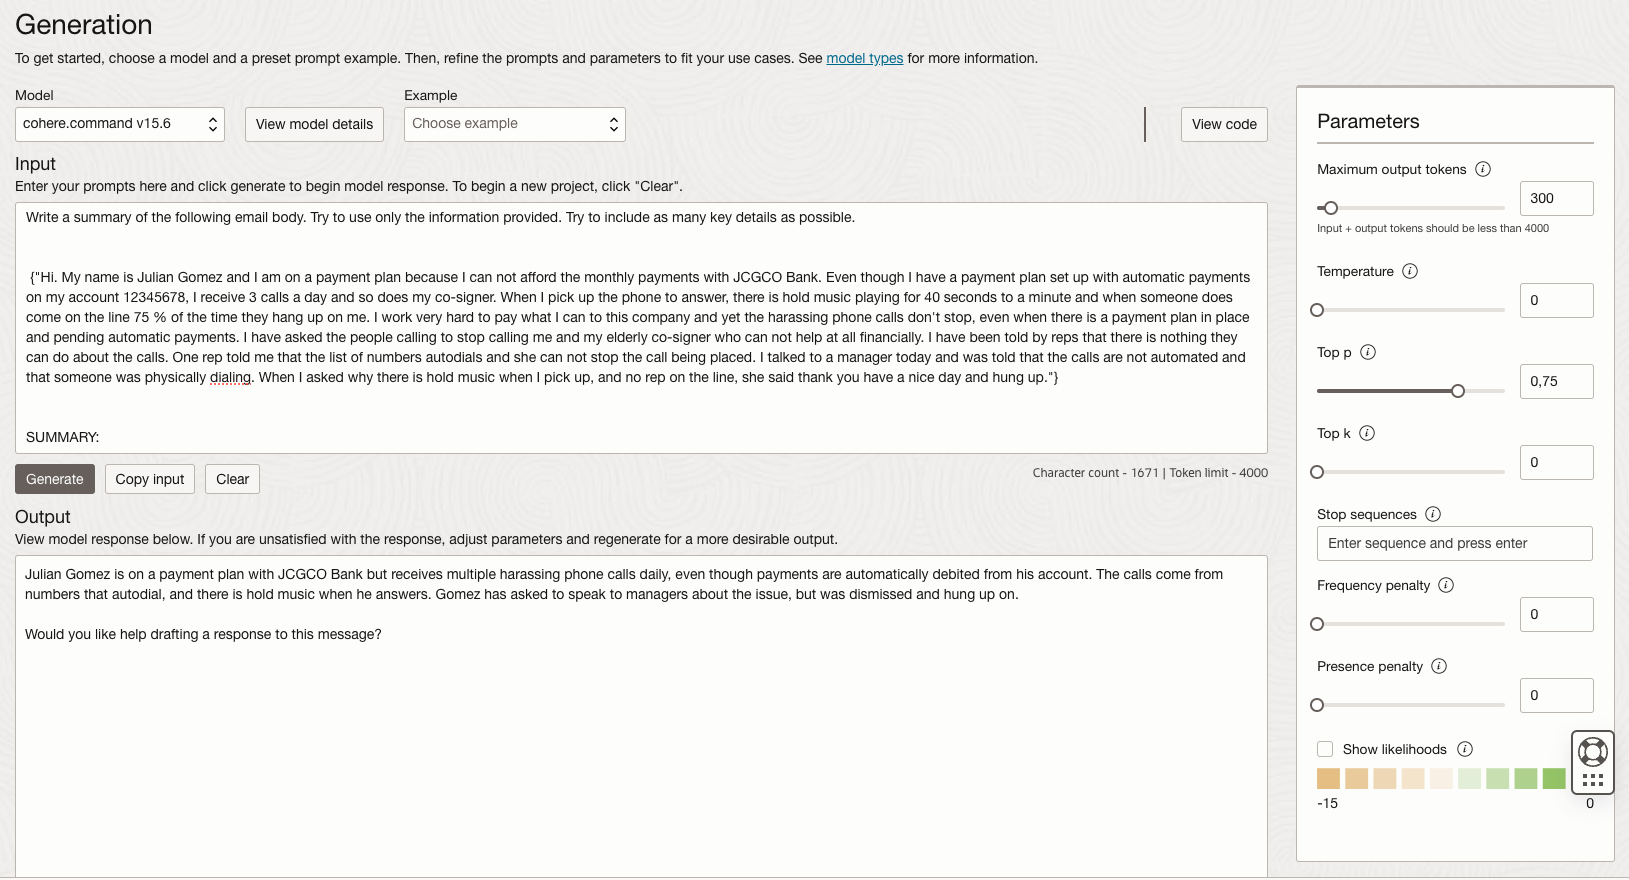 Generation
To get started, choose a model and a preset prompt example. Then, refine the prompts and parameters to fit your use cases. See model types for more information.
Model
Example
cohere.command v15.6
View model details
Choose example
View code
Input
Enter your prompts here and click generate to begin model response. To begin a new project, click "Clear".
Write a summary of the following email body. Try to use only the information provided. Try to include as many key details as possible.
{"Hi. My name is Julian Gomez and I am on a payment plan because I can not afford the monthly payments with JCGCO Bank. Even though I have a payment plan set up with automatic payments
on my account 12345678, I receive 3 calls a day and so does my co-signer. When I pick up the phone to answer, there is hold music playing for 40 seconds to a minute and when someone does
come on the line 75 % of the time they hang up on me. I work very hard to pay what I can to this company and yet the harassing phone calls don't stop, even when there is a payment plan in place
and pending automatic payments. I have asked the people calling to stop calling me and my elderly co-signer who can not help at all financially. I have been told by reps that there is nothing they
can do about the calls. One rep told me that the list of numbers autodials and she can not stop the call being placed. I talked to a manager today and was told that the calls are not automated and
that someone was physically dialing. When I asked why there is hold music when I pick up, and no rep on the line, she said thank you have a nice day and hung up."}
SUMMARY:
Generate
Copy input
Clear
Character count - 1671 | Token limit - 4000
Output
View model response below. If you are unsatisfied with the response, adjust parameters and regenerate for a more desirable output.
Julian Gomez is on a payment plan with JCGCO Bank but receives multiple harassing phone calls daily, even though payments are automatically debited from his account. The calls come from
numbers that autodial, and there is hold music when he answers. Gomez has asked to speak to managers about the issue, but was dismissed and hung up on.
Would you like help drafting a response to this message?
Parameters
Maximum output tokens
300
Input + output tokens should be less than 4000
Temperature
0
Top p
0,75
Top k
0
Stop sequences
Enter sequence and press enter
Frequency penalty
0
Presence penalty
0
Show likelihoods
-15
0